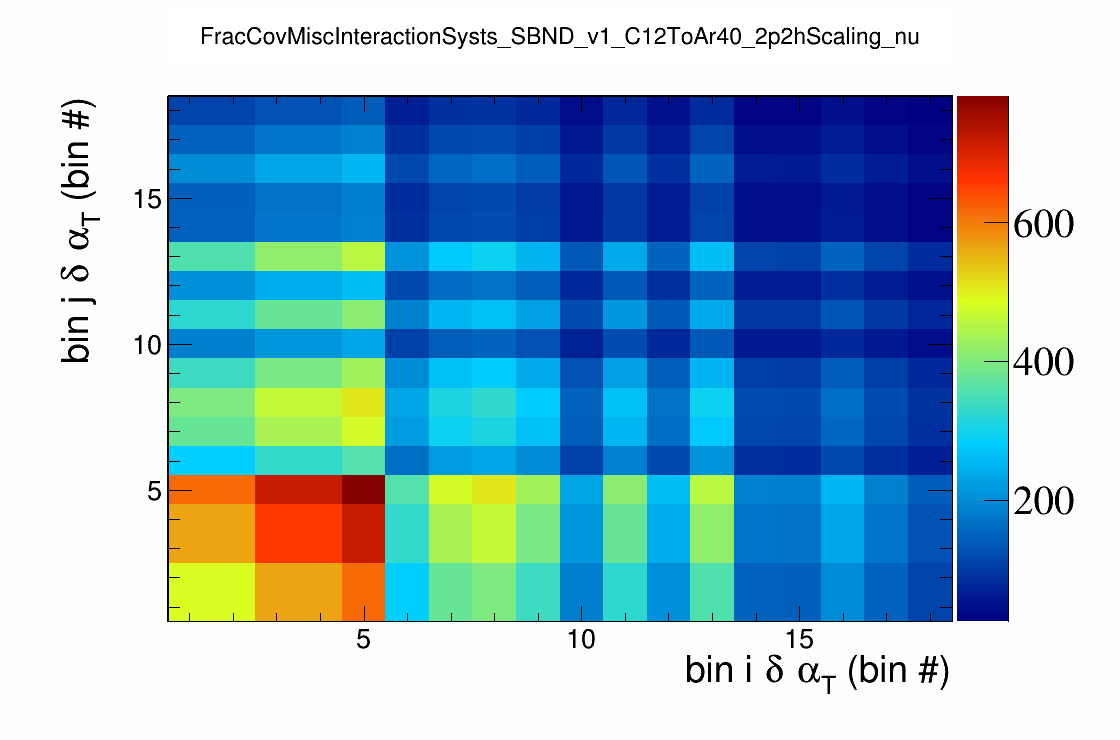 FracCovMiscInteractionSysts_SBND_v1_C12ToAr40_2p2hScaling_nu
bin j δ α_T (bin #)
15
10
5
600
400
200
5 10 15
bin i δ α_T (bin #)